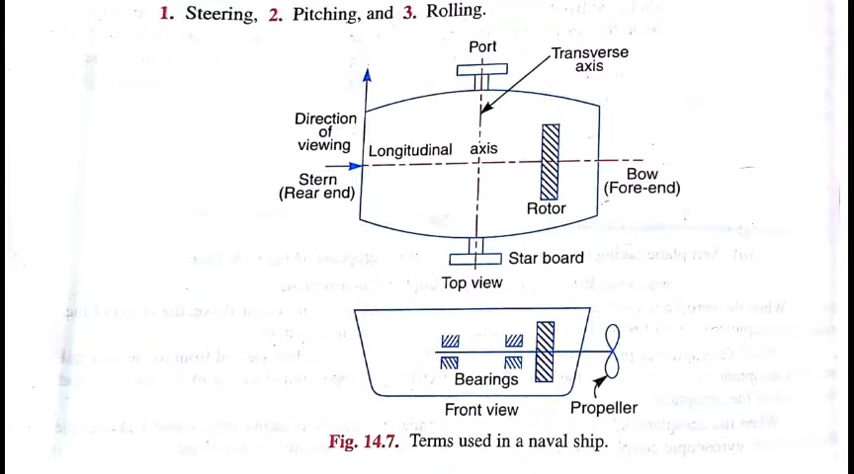 1. Steering, 2. Pitching, and 3. Rolling.
Port
Transverse
axis
Direction
of
viewing
Longitudinal axis
Stern
(Rear end)
Bow
(Fore-end)
Rotor
Star board
Top view
Bearings
Front view
Propeller
Fig. 14.7. Terms used in a naval ship.